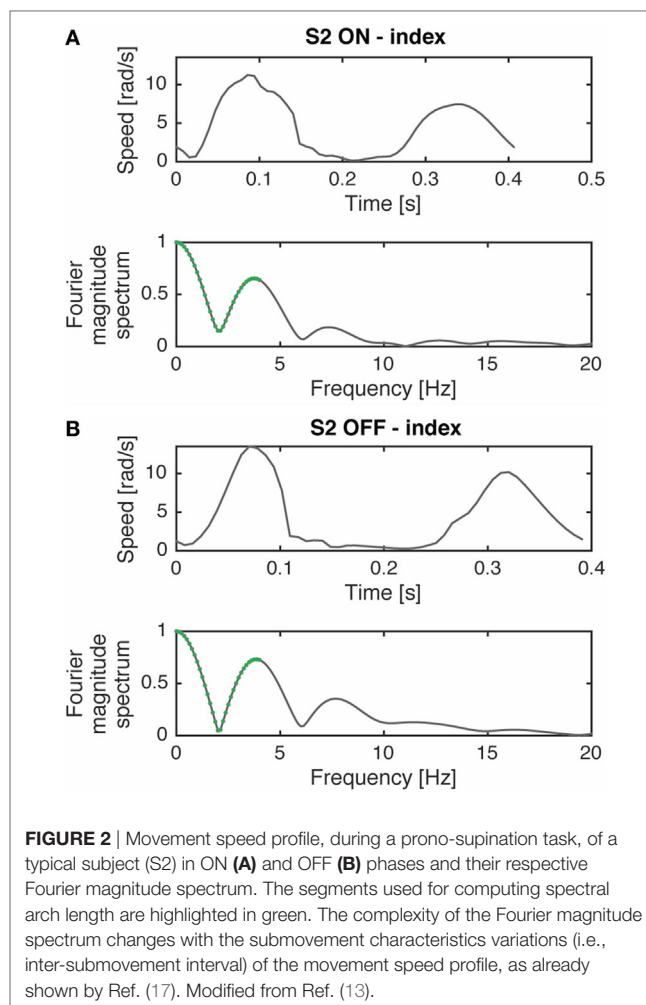 A
S2 ON - index
Speed [rad/s]
10
5
0
0 0.1 0.2 0.3 0.4 0.5
Time [s]
Fourier
magnitude
spectrum
1
0.5
0
0 5 10 15 20
Frequency [Hz]
B
S2 OFF - index
Speed [rad/s]
10
5
0
0 0.1 0.2 0.3 0.4
Time [s]
Fourier
magnitude
spectrum
1
0.5
0
0 5 10 15 20
Frequency [Hz]
FIGURE 2 | Movement speed profile, during a prono-supination task, of a
typical subject (S2) in ON (A) and OFF (B) phases and their respective
Fourier magnitude spectrum. The segments used for computing spectral
arch length are highlighted in green. The complexity of the Fourier magnitude
spectrum changes with the submovement characteristics variations (i.e.,
inter-submovement interval) of the movement speed profile, as already
shown by Ref. (17). Modified from Ref. (13).